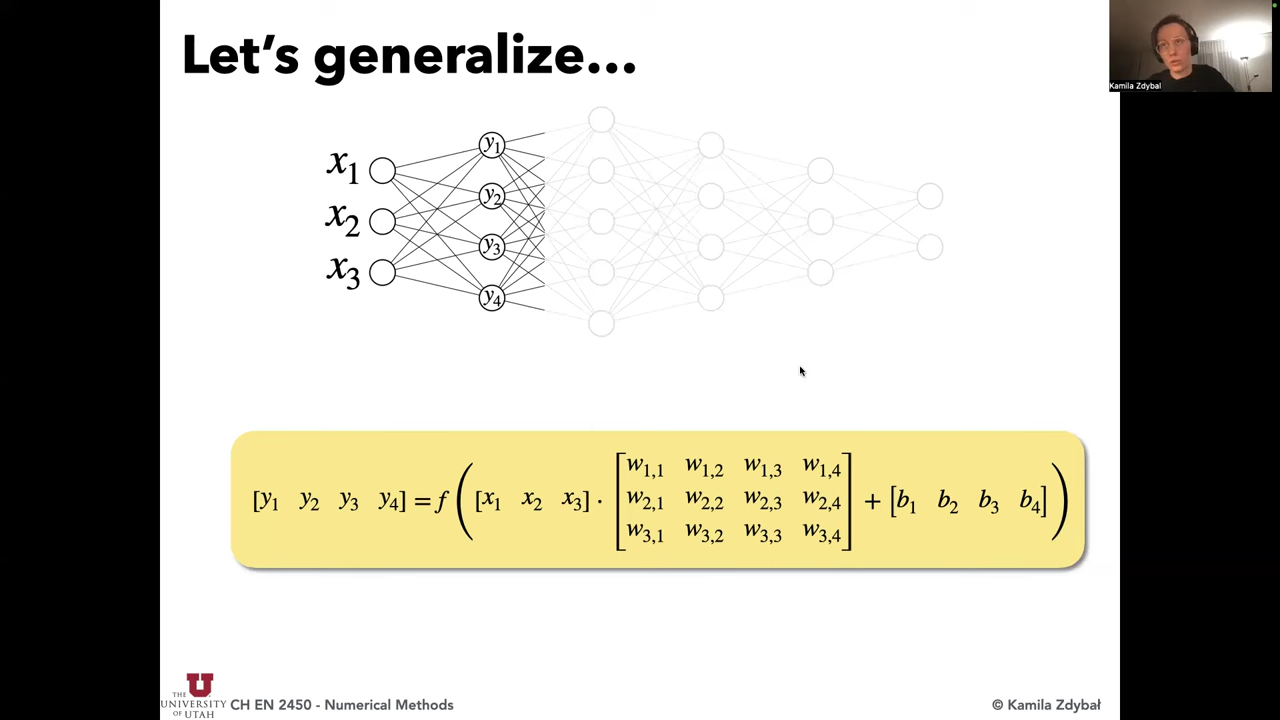 Let's generalize...
Kamila Zdybał
x1
x2
x3
y1
y2
y3
y4
[y1 y2 y3 y4] = f ( [x1 x2 x3] · [w1,1 w1,2 w1,3 w1,4
w2,1 w2,2 w2,3 w2,4
w3,1 w3,2 w3,3 w3,4] + [b1 b2 b3 b4] )
U
THE
UNIVERSITY
OF UTAH
CH EN 2450 - Numerical Methods
© Kamila Zdybał